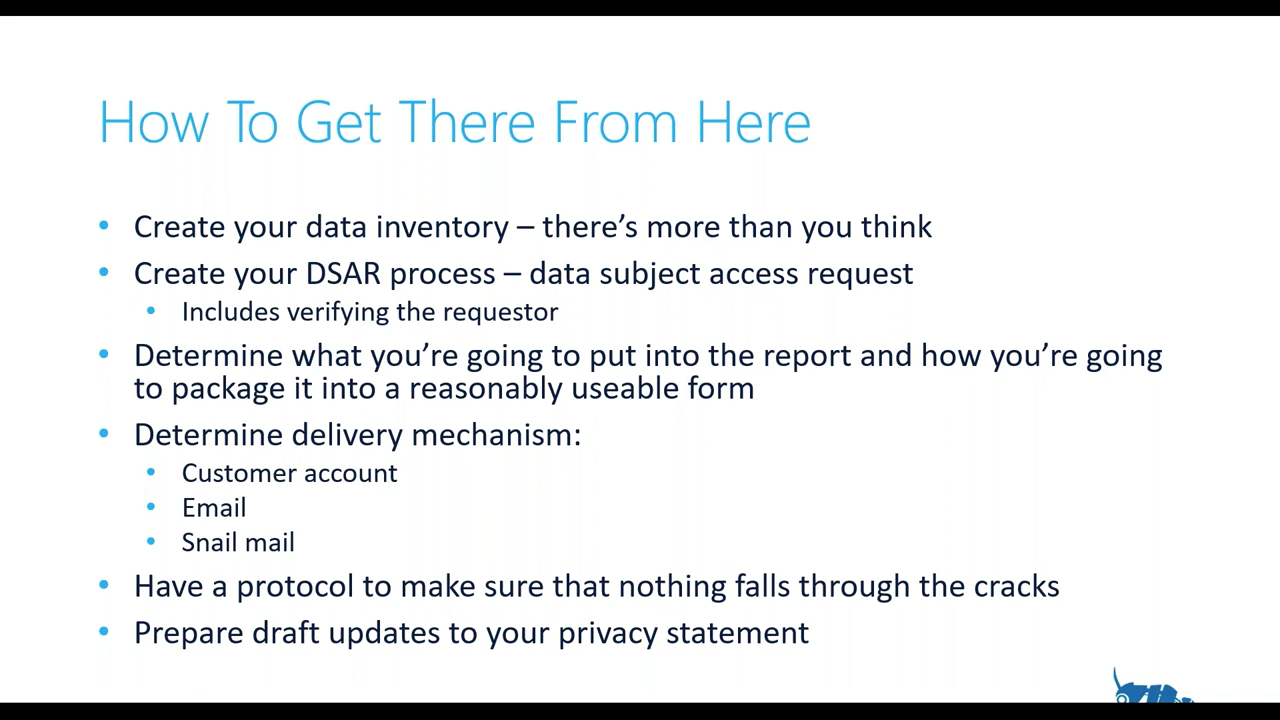 How To Get There From Here
• Create your data inventory – there's more than you think
• Create your DSAR process – data subject access request
• Includes verifying the requestor
• Determine what you're going to put into the report and how you're going
to package it into a reasonably useable form
• Determine delivery mechanism:
• Customer account
• Email
• Snail mail
• Have a protocol to make sure that nothing falls through the cracks
• Prepare draft updates to your privacy statement